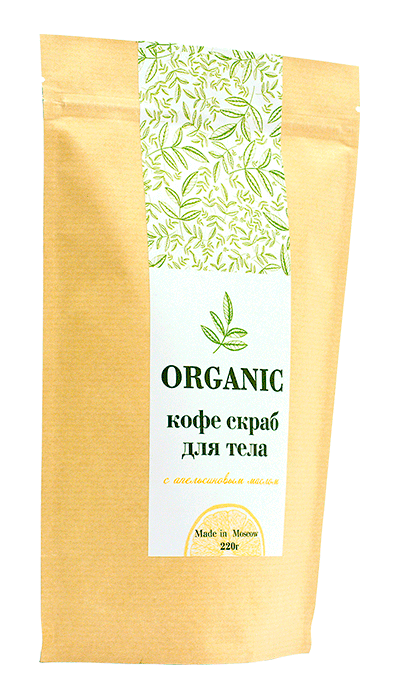 ORGANIC
кофе скраб
для тела
с апельсиновым маслом
Made in Moscow
220г